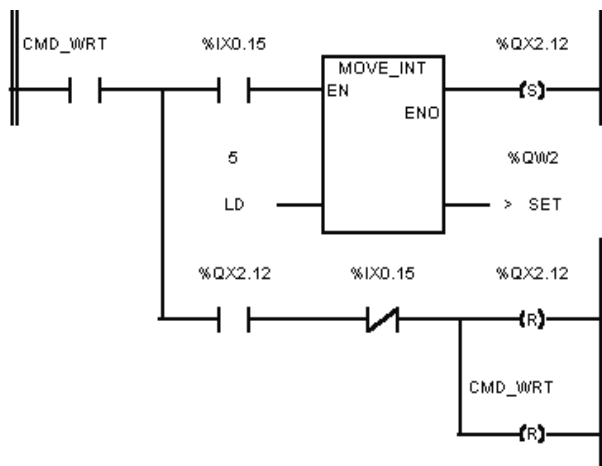 CMD_WRT %IX0.15 %QX2.12
MOVE_INT
EN (S)
ENO
5 %QW2
LD > SET
%QX2.12 %IX0.15 %QX2.12
(R)
CMD_WRT
(R)